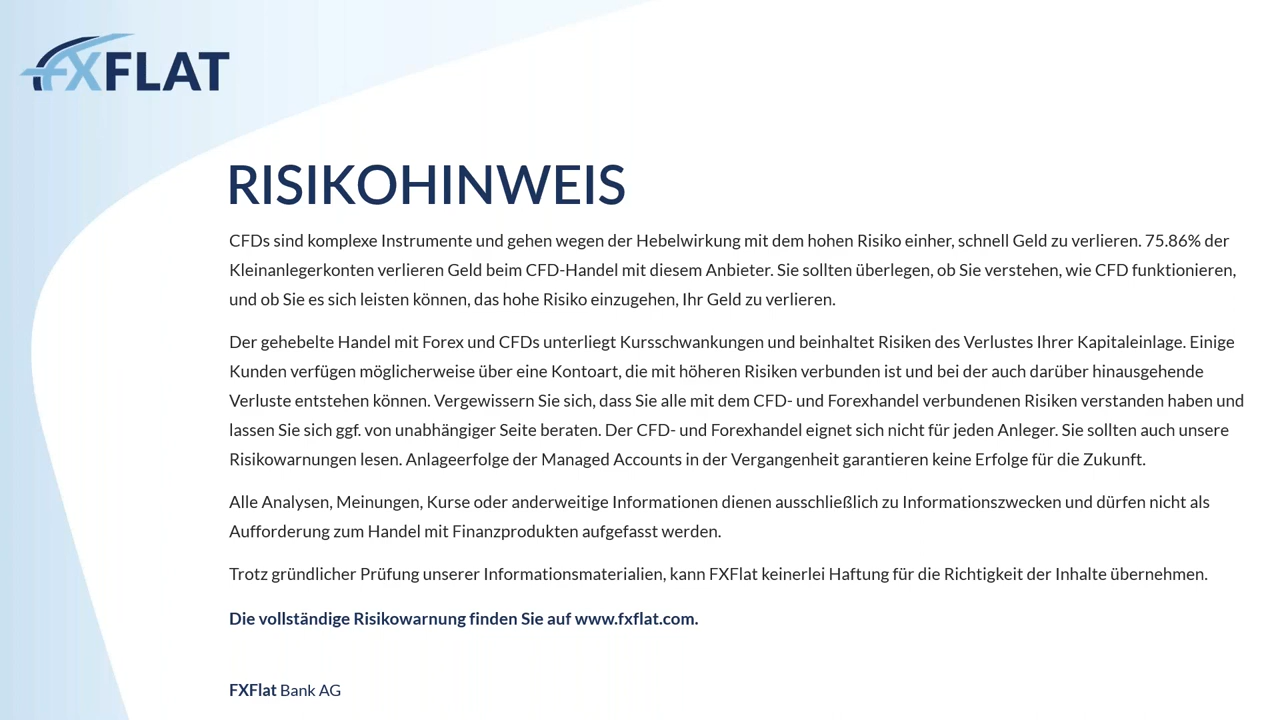 FXFLAT
RISIKOHINWEIS
CFDs sind komplexe Instrumente und gehen wegen der Hebelwirkung mit dem hohen Risiko einher, schnell Geld zu verlieren. 75.86% der
Kleinanlegerkonten verlieren Geld beim CFD-Handel mit diesem Anbieter. Sie sollten überlegen, ob Sie verstehen, wie CFD funktionieren,
und ob Sie es sich leisten können, das hohe Risiko einzugehen, Ihr Geld zu verlieren.
Der gehebelte Handel mit Forex und CFDs unterliegt Kursschwankungen und beinhaltet Risiken des Verlustes Ihrer Kapitaleinlage. Einige
Kunden verfügen möglicherweise über eine Kontoart, die mit höheren Risiken verbunden ist und bei der auch darüber hinausgehende
Verluste entstehen können. Vergewissern Sie sich, dass Sie alle mit dem CFD- und Forexhandel verbundenen Risiken verstanden haben und
lassen Sie sich ggf. von unabhängiger Seite beraten. Der CFD- und Forexhandel eignet sich nicht für jeden Anleger. Sie sollten auch unsere
Risikowarnungen lesen. Anlageerfolge der Managed Accounts in der Vergangenheit garantieren keine Erfolge für die Zukunft.
Alle Analysen, Meinungen, Kurse oder anderweitige Informationen dienen ausschließlich zu Informationszwecken und dürfen nicht als
Aufforderung zum Handel mit Finanzprodukten aufgefasst werden.
Trotz gründlicher Prüfung unserer Informationsmaterialien, kann FXFlat keinerlei Haftung für die Richtigkeit der Inhalte übernehmen.
Die vollständige Risikowarnung finden Sie auf www.fxflat.com.
FXFlat Bank AG